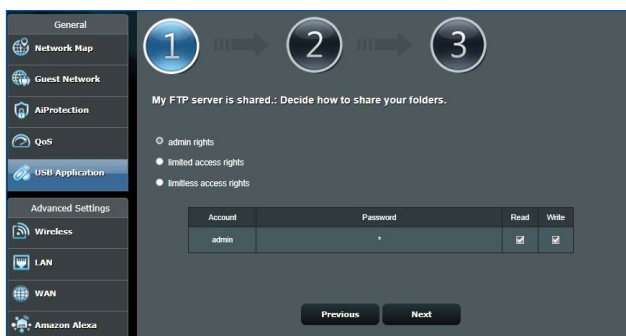 General
Network Map
Guest Network
AiProtection
QoS
USB Application
Advanced Settings
Wireless
LAN
WAN
Amazon Alexa
1 2 3
My FTP server is shared.: Decide how to share your folders.
admin rights
limited access rights
limitless access rights
Account Password Read Write
admin *
Previous Next